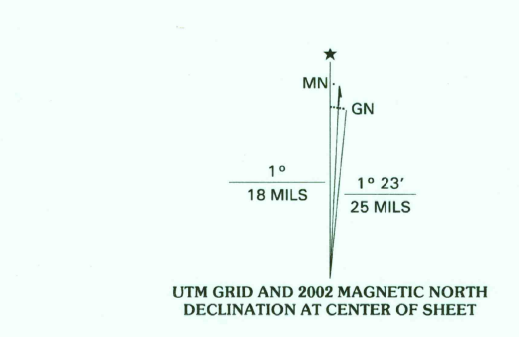 MN
GN
1°
18 MILS
1° 23′
25 MILS
UTM GRID AND 2002 MAGNETIC NORTH
DECLINATION AT CENTER OF SHEET